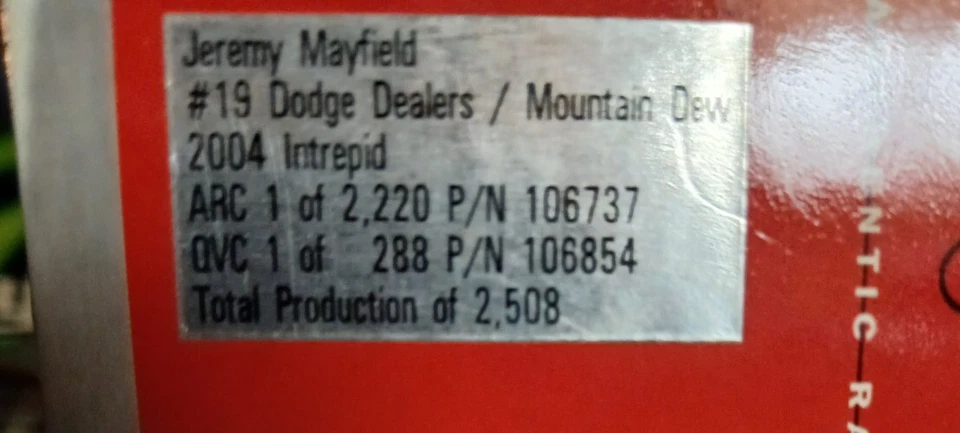 Jeremy Mayfield
#19 Dodge Dealers / Mountain Dew
2004 Intrepid
ARC 1 of 2,220 P/N 106737
QVC 1 of 288 P/N 106854
Total Production of 2,508